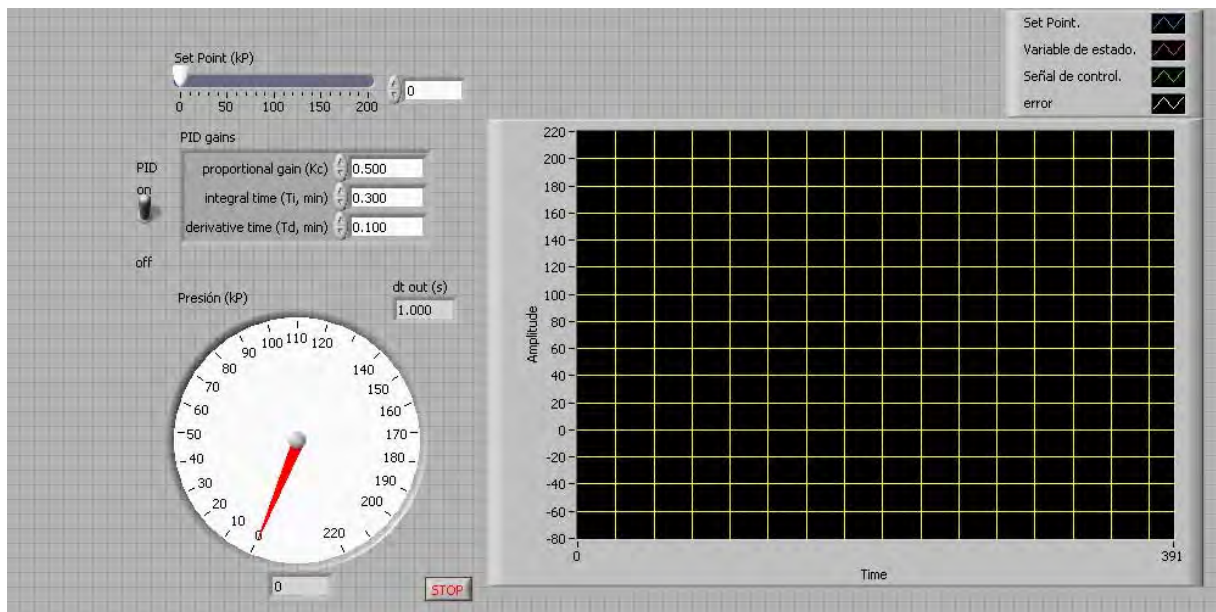 Set Point (kP)
0 50 100 150 200
0
PID gains
PID
on
off
proportional gain (Kc) 0.500
integral time (Ti, min) 0.300
derivative time (Td, min) 0.100
dt out (s)
1.000
Presión (kP)
0
10
20
30
40
50
60
70
80
90
100
110
120
140
150
160
170
180
190
200
220
0
STOP
Set Point.
Variable de estado.
Señal de control.
error
Amplitude
220
200
180
160
140
120
100
80
60
40
20
0
-20
-40
-60
-80
0 391
Time